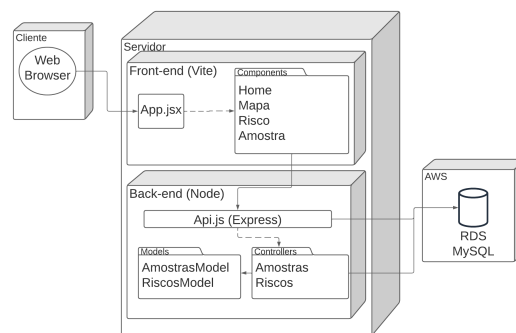 Cliente
Web
Browser
Servidor
Front-end (Vite)
App.jsx
Components
Home
Mapa
Risco
Amostra
Back-end (Node)
Api.js (Express)
Models
AmostrasModel
RiscosModel
Controllers
Amostras
Riscos
AWS
RDS
MySQL